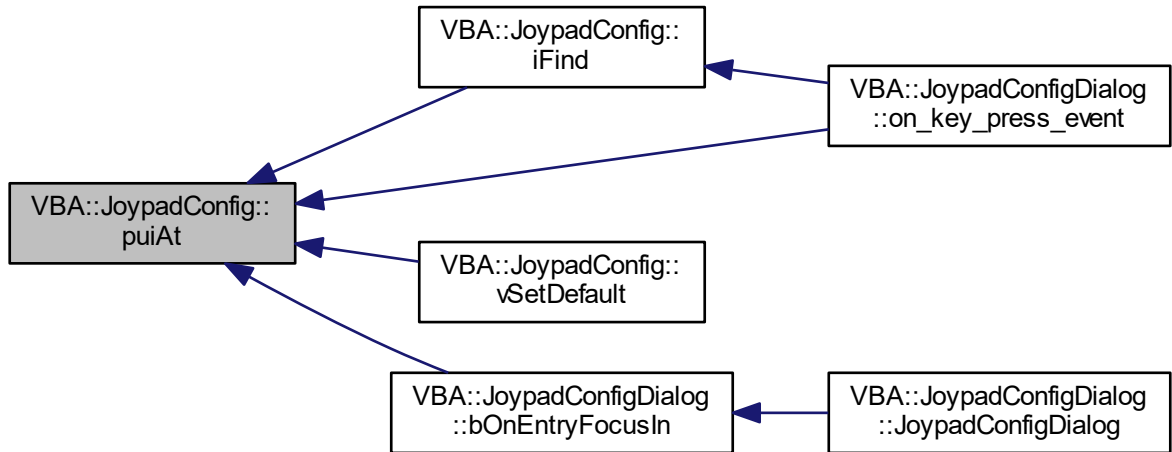 VBA::JoypadConfig::
puiAt
VBA::JoypadConfig::
iFind
VBA::JoypadConfigDialog
::on_key_press_event
VBA::JoypadConfig::
vSetDefault
VBA::JoypadConfigDialog
::bOnEntryFocusIn
VBA::JoypadConfigDialog
::JoypadConfigDialog